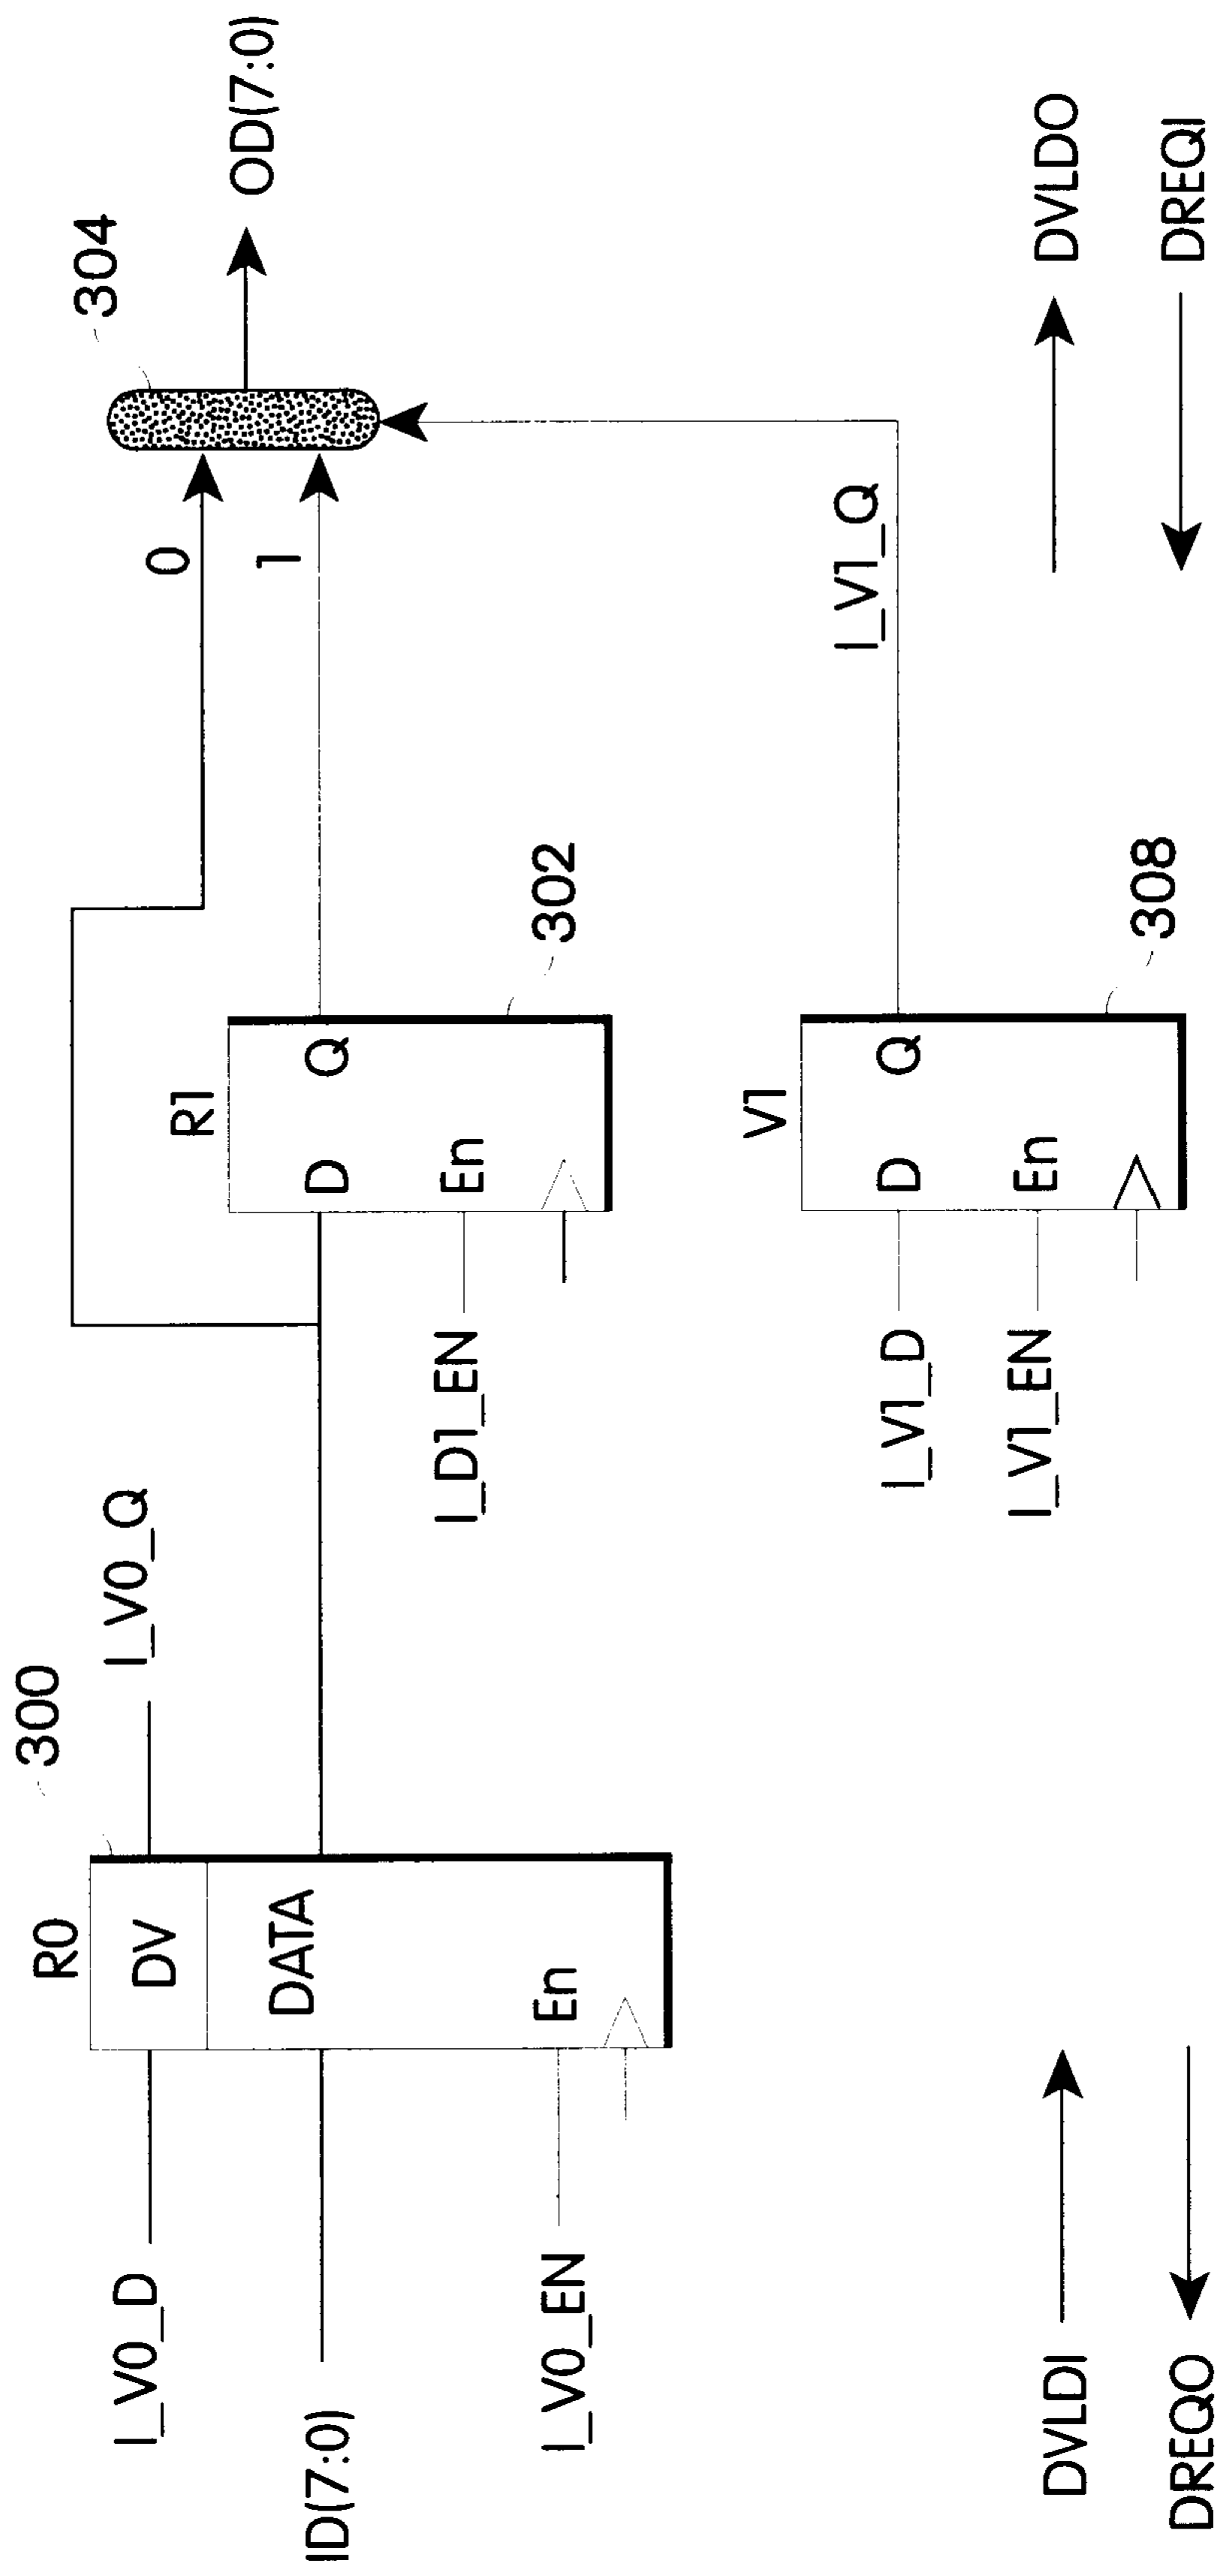 300
R0
I_V0_D
DV
I_V0_Q
ID(7:0)
DATA
I_V0_EN
En
304
0
1
OD(7:0)
R1
D
Q
I_D1_EN
En
302
V1
I_V1_D
D
Q
I_V1_Q
I_V1_EN
En
308
DVLDI
DVLDO
DREQO
DREQI